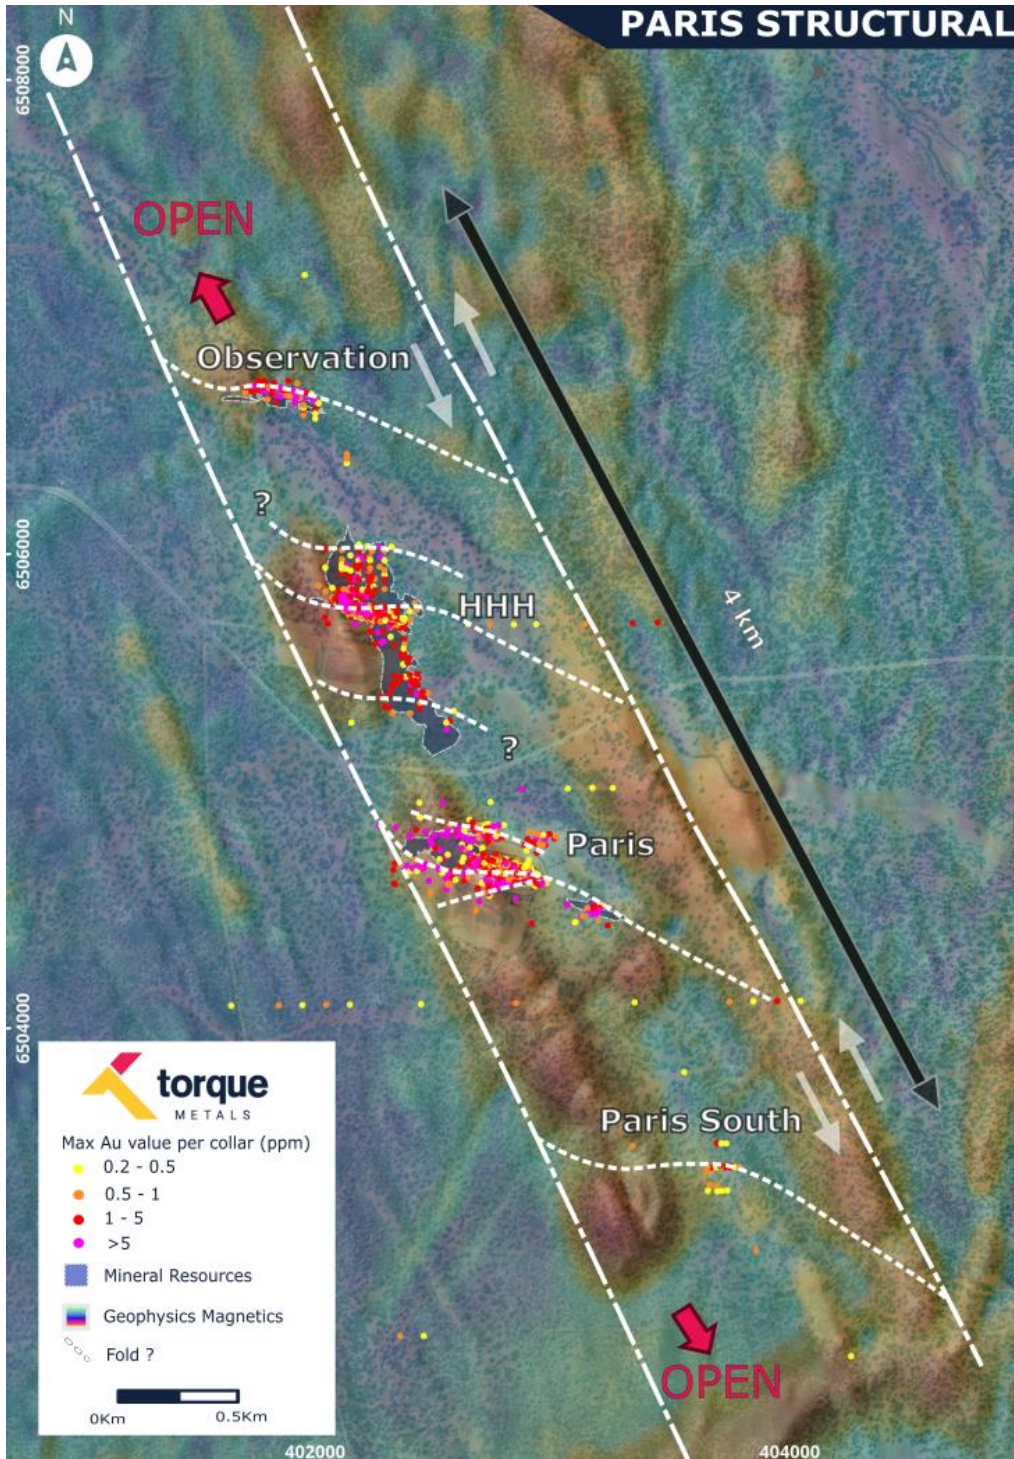 PARIS STRUCTURAL
N
6508000
OPEN
Observation
?
6506000
HHH
4 km
?
Paris
6504000
Paris South
torque
METALS
Max Au value per collar (ppm)
0.2 - 0.5
0.5 - 1
1 - 5
>5
Mineral Resources
Geophysics Magnetics
Fold ?
0Km
0.5Km
OPEN
402000
404000